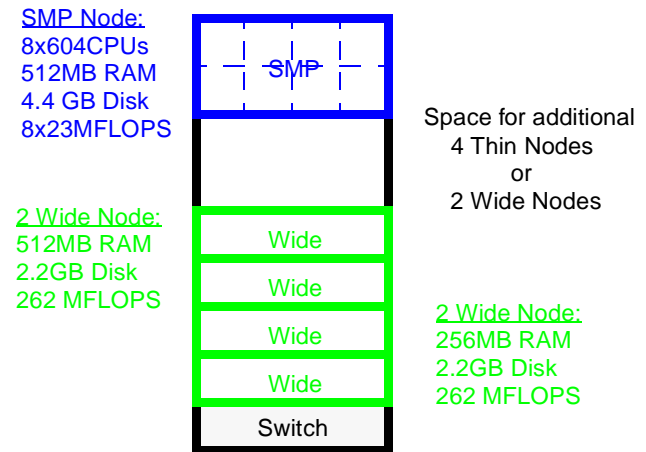 SMP Node:
8x604CPUs
512MB RAM
4.4 GB Disk
8x23MFLOPS
SMP
Space for additional
4 Thin Nodes
or
2 Wide Nodes
2 Wide Node:
512MB RAM
2.2GB Disk
262 MFLOPS
Wide
Wide
Wide
Wide
2 Wide Node:
256MB RAM
2.2GB Disk
262 MFLOPS
Switch